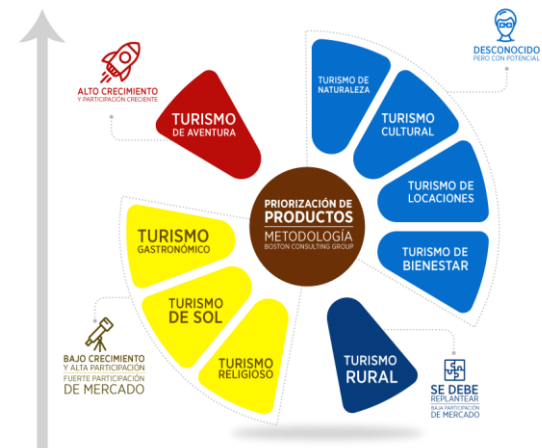 DESCONOCIDO
PERO CON POTENCIAL
ALTO CRECIMIENTO
Y PARTICIPACIÓN CRECIENTE
TURISMO
DE AVENTURA
TURISMO DE
NATURALEZA
TURISMO
CULTURAL
TURISMO DE
LOCACIONES
TURISMO DE
BIENESTAR
PRIORIZACIÓN DE
PRODUCTOS
METODOLOGÍA
BOSTON CONSULTING GROUP
TURISMO
GASTRONÓMICO
TURISMO
DE SOL
TURISMO
RELIGIOSO
BAJO CRECIMIENTO
Y ALTA PARTICIPACIÓN
FUERTE PARTICIPACIÓN
DE MERCADO
TURISMO
RURAL
SE DEBE
REPLANTEAR
BAJA PARTICIPACIÓN
DE MERCADO